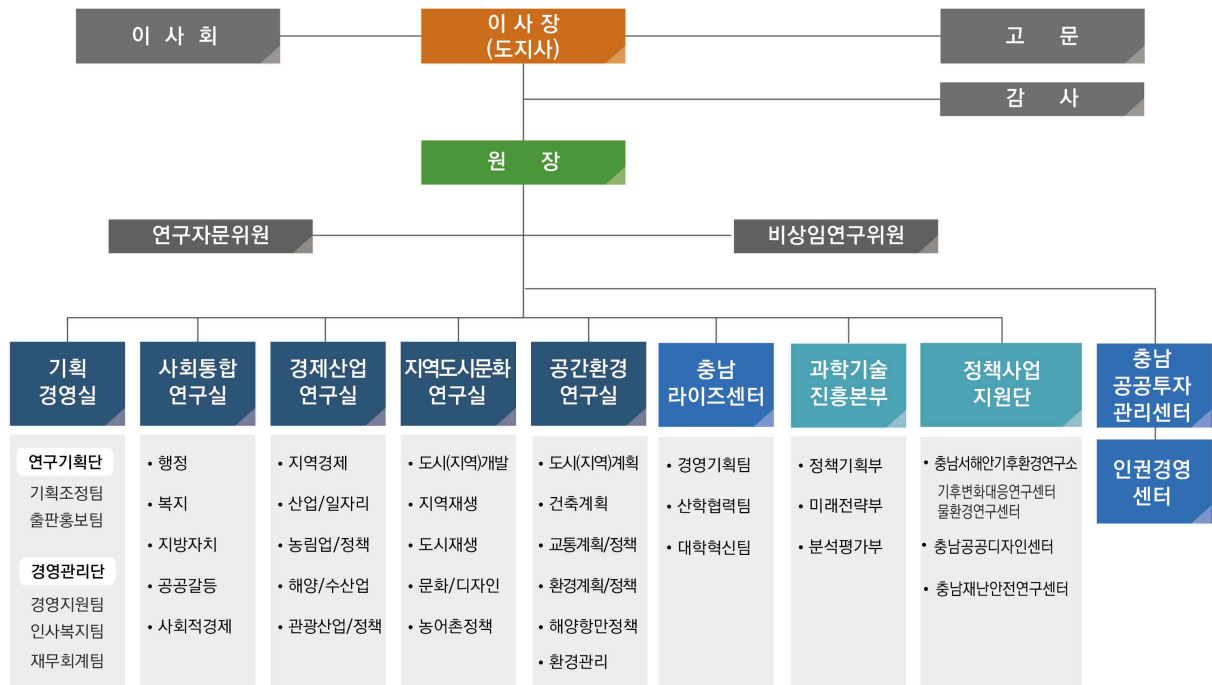 이 사 회
이 사 장
(도지사)
고 문
감 사
원 장
연구자문위원
비상임연구위원
기획
경영실
연구기획단
기획조정팀
출판홍보팀
경영관리단
경영지원팀
인사복지팀
재무회계팀
사회통합
연구실
• 행정
• 복지
• 지방자치
• 공공갈등
• 사회적경제
경제산업
연구실
• 지역경제
• 산업/일자리
• 농림업/정책
• 해양/수산업
• 관광산업/정책
지역도시문화
연구실
• 도시(지역)개발
• 지역재생
• 도시재생
• 문화/디자인
• 농어촌정책
공간환경
연구실
• 도시(지역)계획
• 건축계획
• 교통계획/정책
• 환경계획/정책
• 해양항만정책
• 환경관리
충남
라이즈센터
• 경영기획팀
• 산학협력팀
• 대학혁신팀
과학기술
진흥본부
• 정책기획부
• 미래전략부
• 분석평가부
정책사업
지원단
• 충남서해안기후환경연구소
기후변화대응연구센터
물환경연구센터
• 충남공공디자인센터
• 충남재난안전연구센터
충남
공공투자
관리센터
인권경영
센터